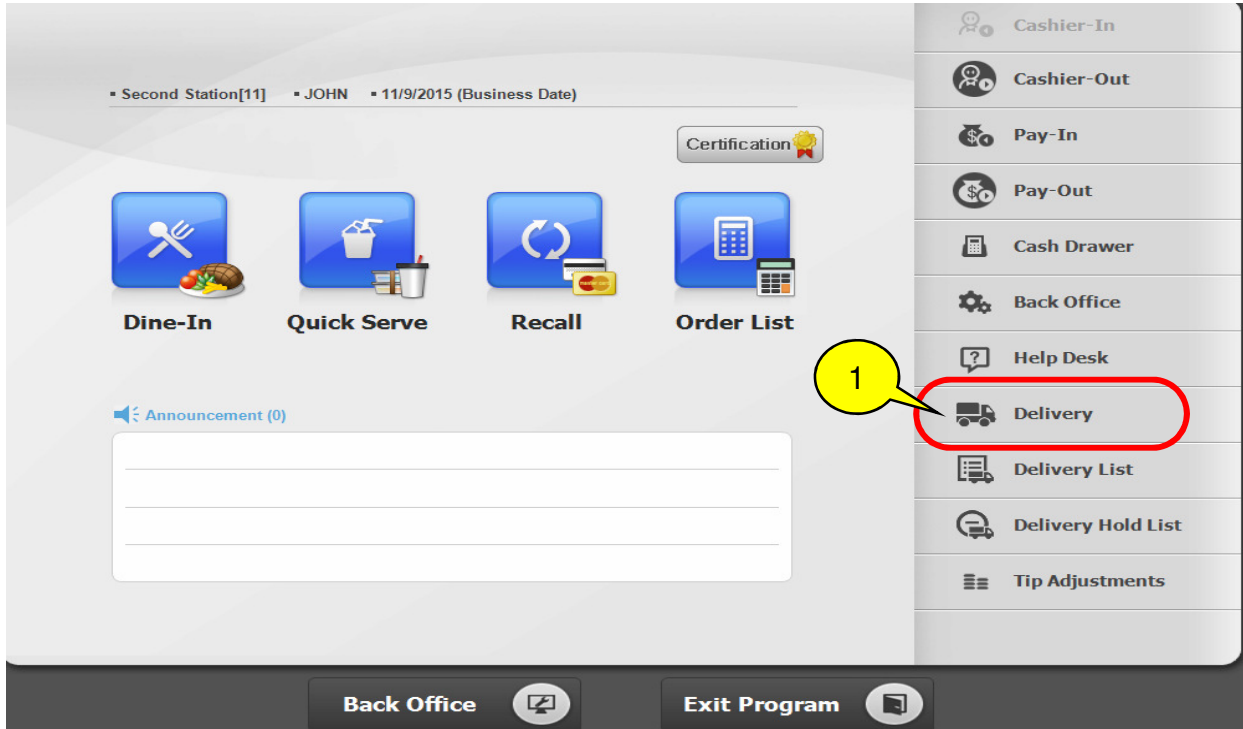 Second Station[11] JOHN 11/9/2015 (Business Date)
Certification
Dine-In Quick Serve Recall Order List
Announcement (0)
Cashier-In
Cashier-Out
Pay-In
Pay-Out
Cash Drawer
Back Office
Help Desk
1
Delivery
Delivery List
Delivery Hold List
Tip Adjustments
Back Office Exit Program